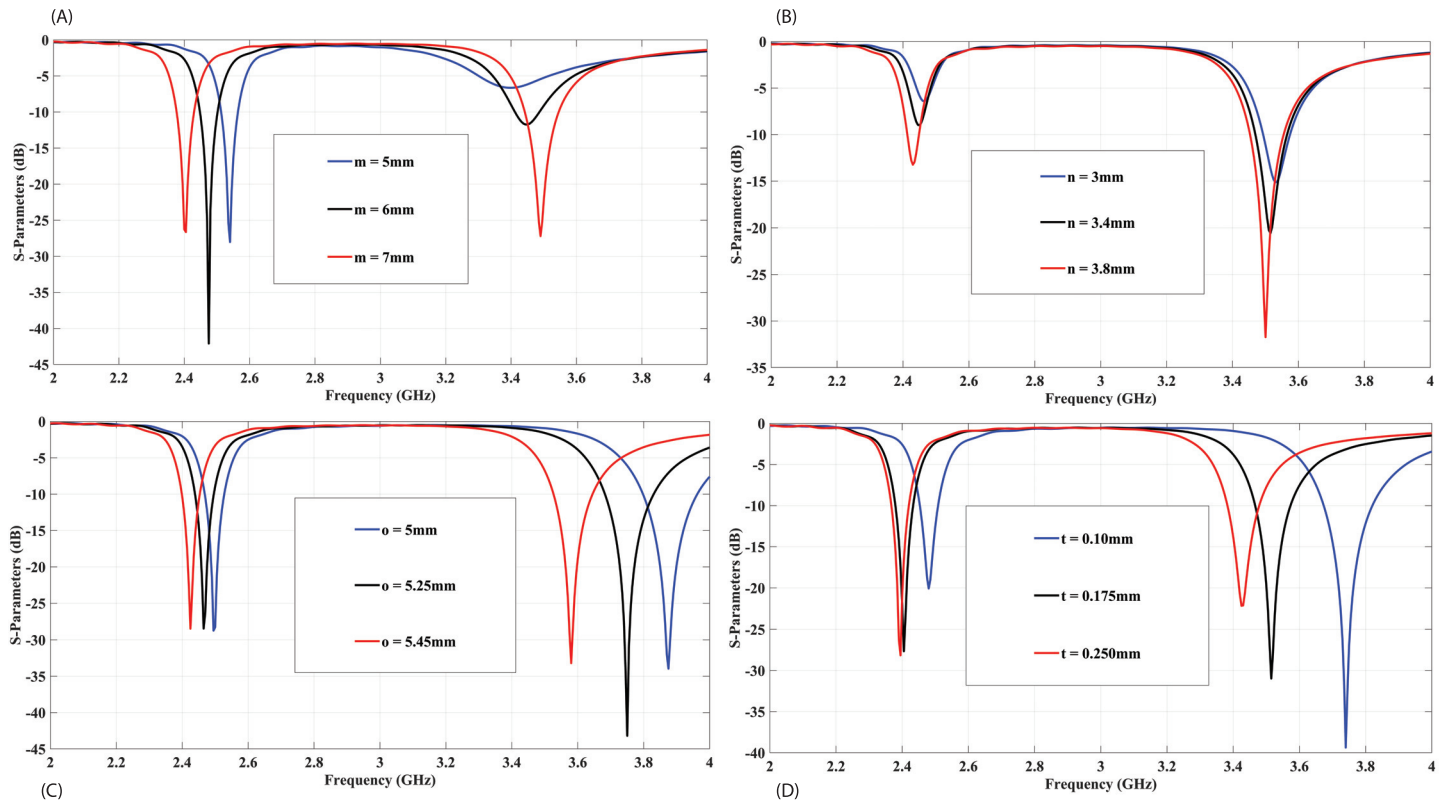 (A)
S-Parameters (dB)
0
-5
-10
-15
-20
-25
-30
-35
-40
-45
m = 5mm
m = 6mm
m = 7mm
2 2.2 2.4 2.6 2.8 3 3.2 3.4 3.6 3.8 4
Frequency (GHz)
(B)
S-Parameters (dB)
0
-5
-10
-15
-20
-25
-30
-35
n = 3mm
n = 3.4mm
n = 3.8mm
2 2.2 2.4 2.6 2.8 3 3.2 3.4 3.6 3.8 4
Frequency (GHz)
S-Parameters (dB)
0
-5
-10
-15
-20
-25
-30
-35
-40
-45
o = 5mm
o = 5.25mm
o = 5.45mm
2 2.2 2.4 2.6 2.8 3 3.2 3.4 3.6 3.8 4
Frequency (GHz)
(C)
S-Parameters (dB)
0
-5
-10
-15
-20
-25
-30
-35
-40
t = 0.10mm
t = 0.175mm
t = 0.250mm
2 2.2 2.4 2.6 2.8 3 3.2 3.4 3.6 3.8 4
Frequency (GHz)
(D)